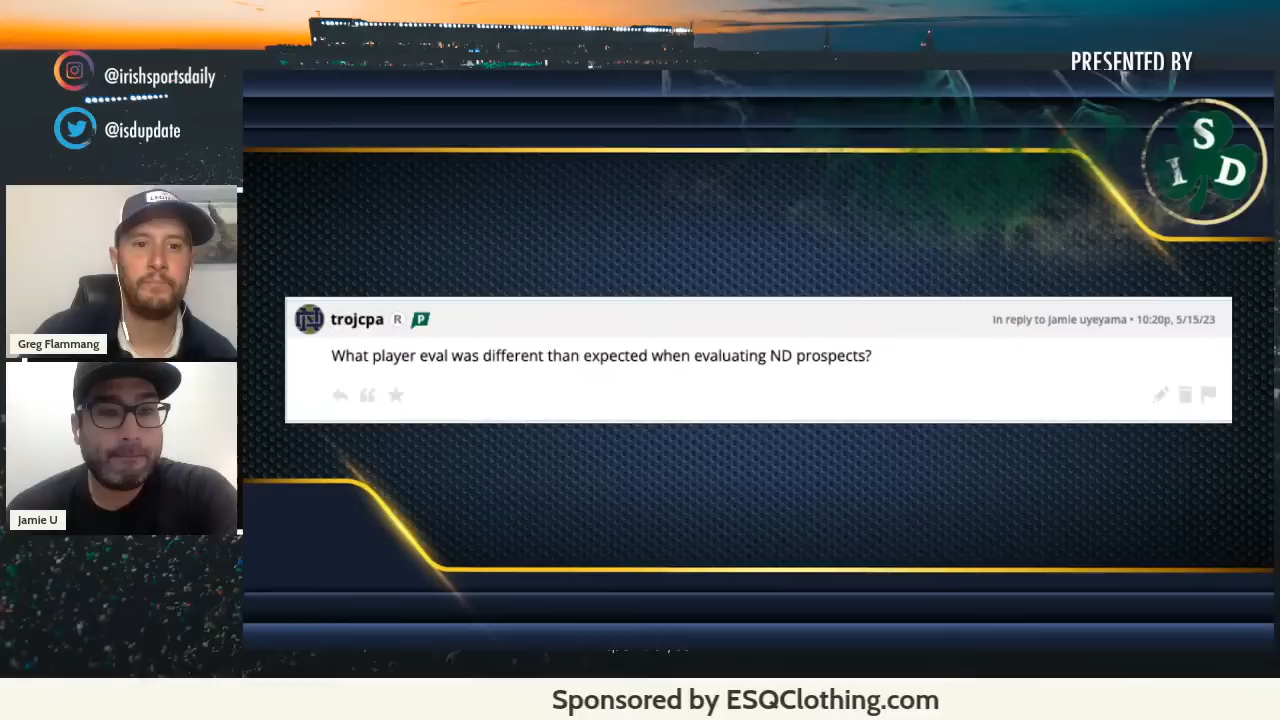 PRESENTED BY
@irishsportsdaily
@isdupdate
I S D
Greg Flammang
Jamie U
trojcpa R P
In reply to jamie uyeyama • 10:20p, 5/15/23
What player eval was different than expected when evaluating ND prospects?
Sponsored by ESQClothing.com